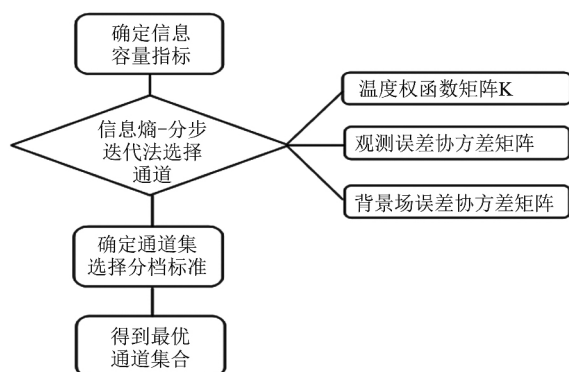 确定信息
容量指标
信息熵-分步
迭代法选择
通道
温度权函数矩阵K
观测误差协方差矩阵
背景场误差协方差矩阵
确定通道集
选择分档标准
得到最优
通道集合